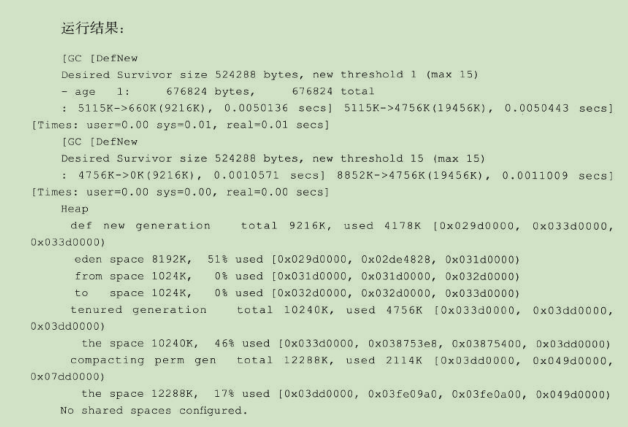 运行结果：
[GC [DefNew
Desired Survivor size 524288 bytes, new threshold 1 (max 15)
- age   1:     676824 bytes,     676824 total
: 5115K->660K(9216K), 0.0050136 secs] 5115K->4756K(19456K), 0.0050443 secs]
[Times: user=0.00 sys=0.01, real=0.01 secs]
[GC [DefNew
Desired Survivor size 524288 bytes, new threshold 15 (max 15)
: 4756K->0K(9216K), 0.0010571 secs] 8852K->4756K(19456K), 0.0011009 secs]
[Times: user=0.00 sys=0.00, real=0.00 secs]
Heap
def new generation   total 9216K, used 4178K [0x029d0000, 0x033d0000,
0x033d0000)
eden space 8192K,  51% used [0x029d0000, 0x02de4828, 0x031d0000)
from space 1024K,   0% used [0x031d0000, 0x031d0000, 0x032d0000)
to   space 1024K,   0% used [0x032d0000, 0x032d0000, 0x033d0000)
tenured generation   total 10240K, used 4756K [0x033d0000, 0x03dd0000,
0x03dd0000)
the space 10240K,  46% used [0x033d0000, 0x038753e8, 0x03875400, 0x03dd0000)
compacting perm gen  total 12288K, used 2114K [0x03dd0000, 0x049d0000,
0x07dd0000)
the space 12288K,  17% used [0x03dd0000, 0x03fe09a0, 0x03fe0a00, 0x049d0000)
No shared spaces configured.